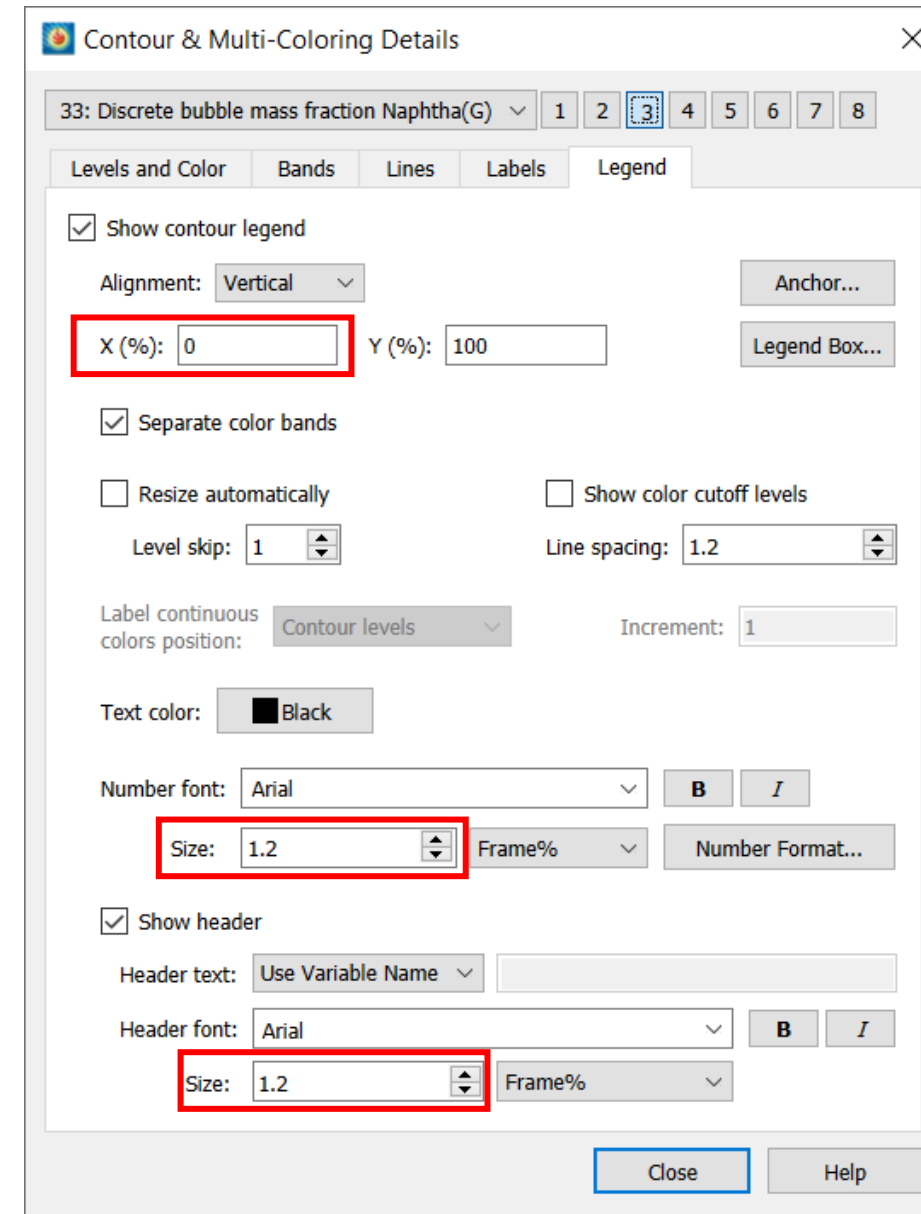 Contour & Multi-Coloring Details
33: Discrete bubble mass fraction Naphtha(G) 1 2 3 4 5 6 7 8
Levels and Color Bands Lines Labels Legend
Show contour legend
Alignment: Vertical Anchor...
X (%): 0 Y (%): 100 Legend Box...
Separate color bands
Resize automatically Show color cutoff levels
Level skip: 1 Line spacing: 1.2
Label continuous
colors position: Contour levels Increment: 1
Text color: Black
Number font: Arial B I
Size: 1.2 Frame% Number Format...
Show header
Header text: Use Variable Name
Header font: Arial B I
Size: 1.2 Frame%
Close Help